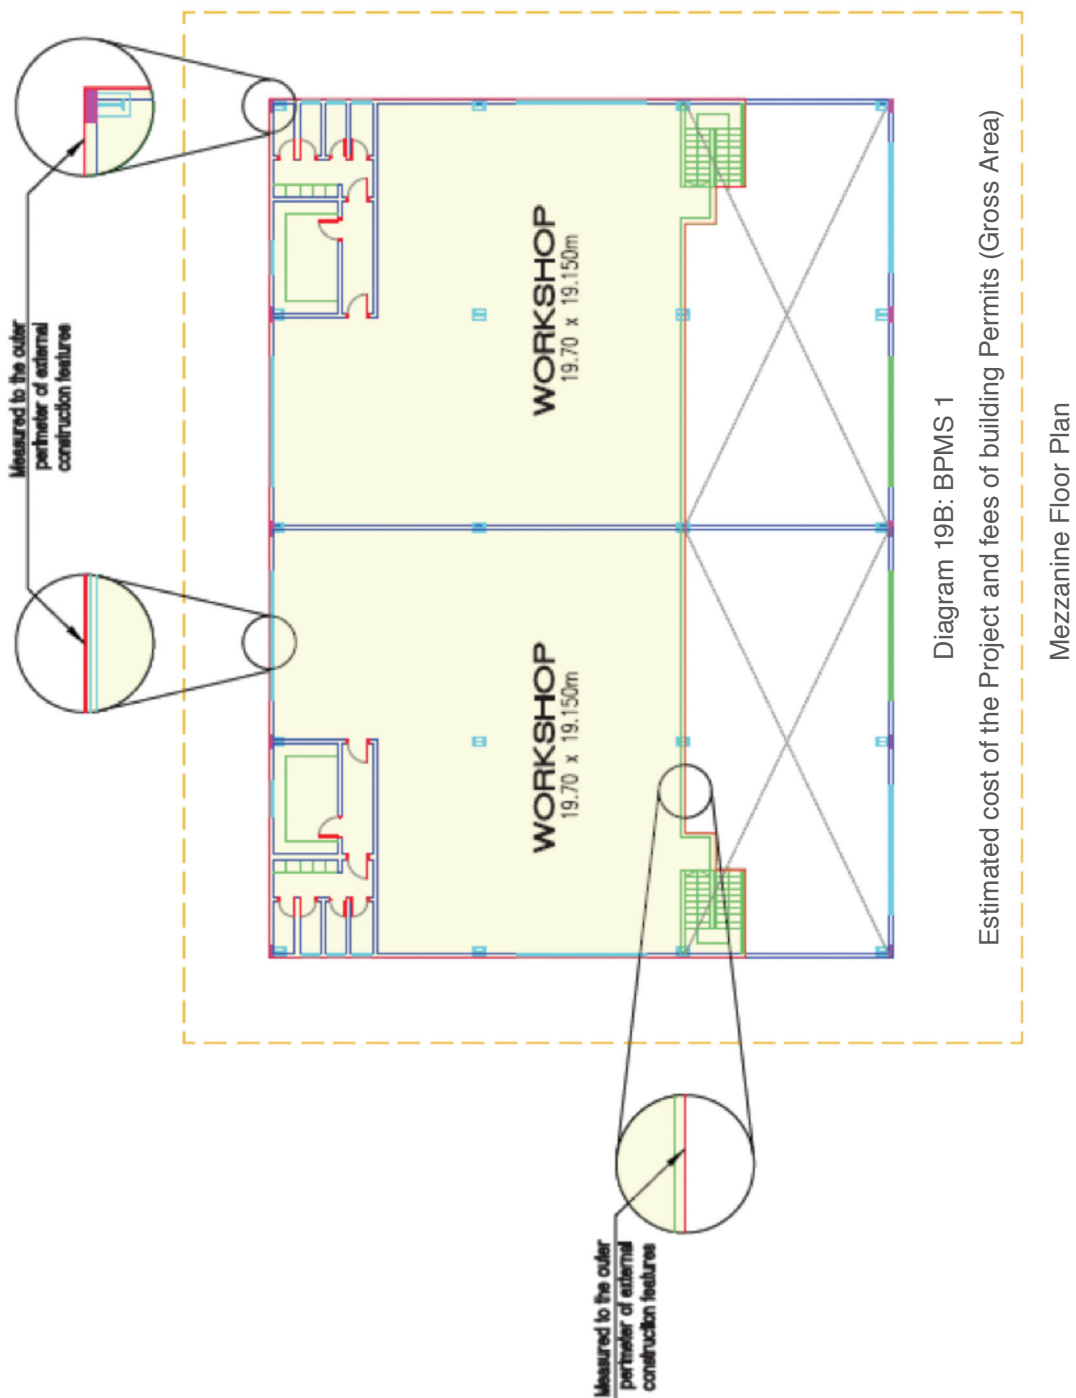 Measured to the outer
perimeter of external
construction features
Measured to the outer
perimeter of external
construction features
WORKSHOP
19.70 x 19.150m
WORKSHOP
19.70 x 19.150m
Diagram 19B: BPMS 1
Estimated cost of the Project and fees of building Permits (Gross Area)
Mezzanine Floor Plan